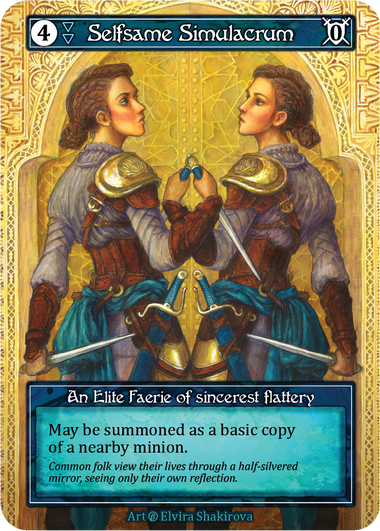 4 Selfsame Simulacrum 0
An Elite Faerie of sincerest flattery
May be summoned as a basic copy
of a nearby minion.
Common folk view their lives through a half-silvered
mirror, seeing only their own reflection.
Art @ Elvira Shakirova